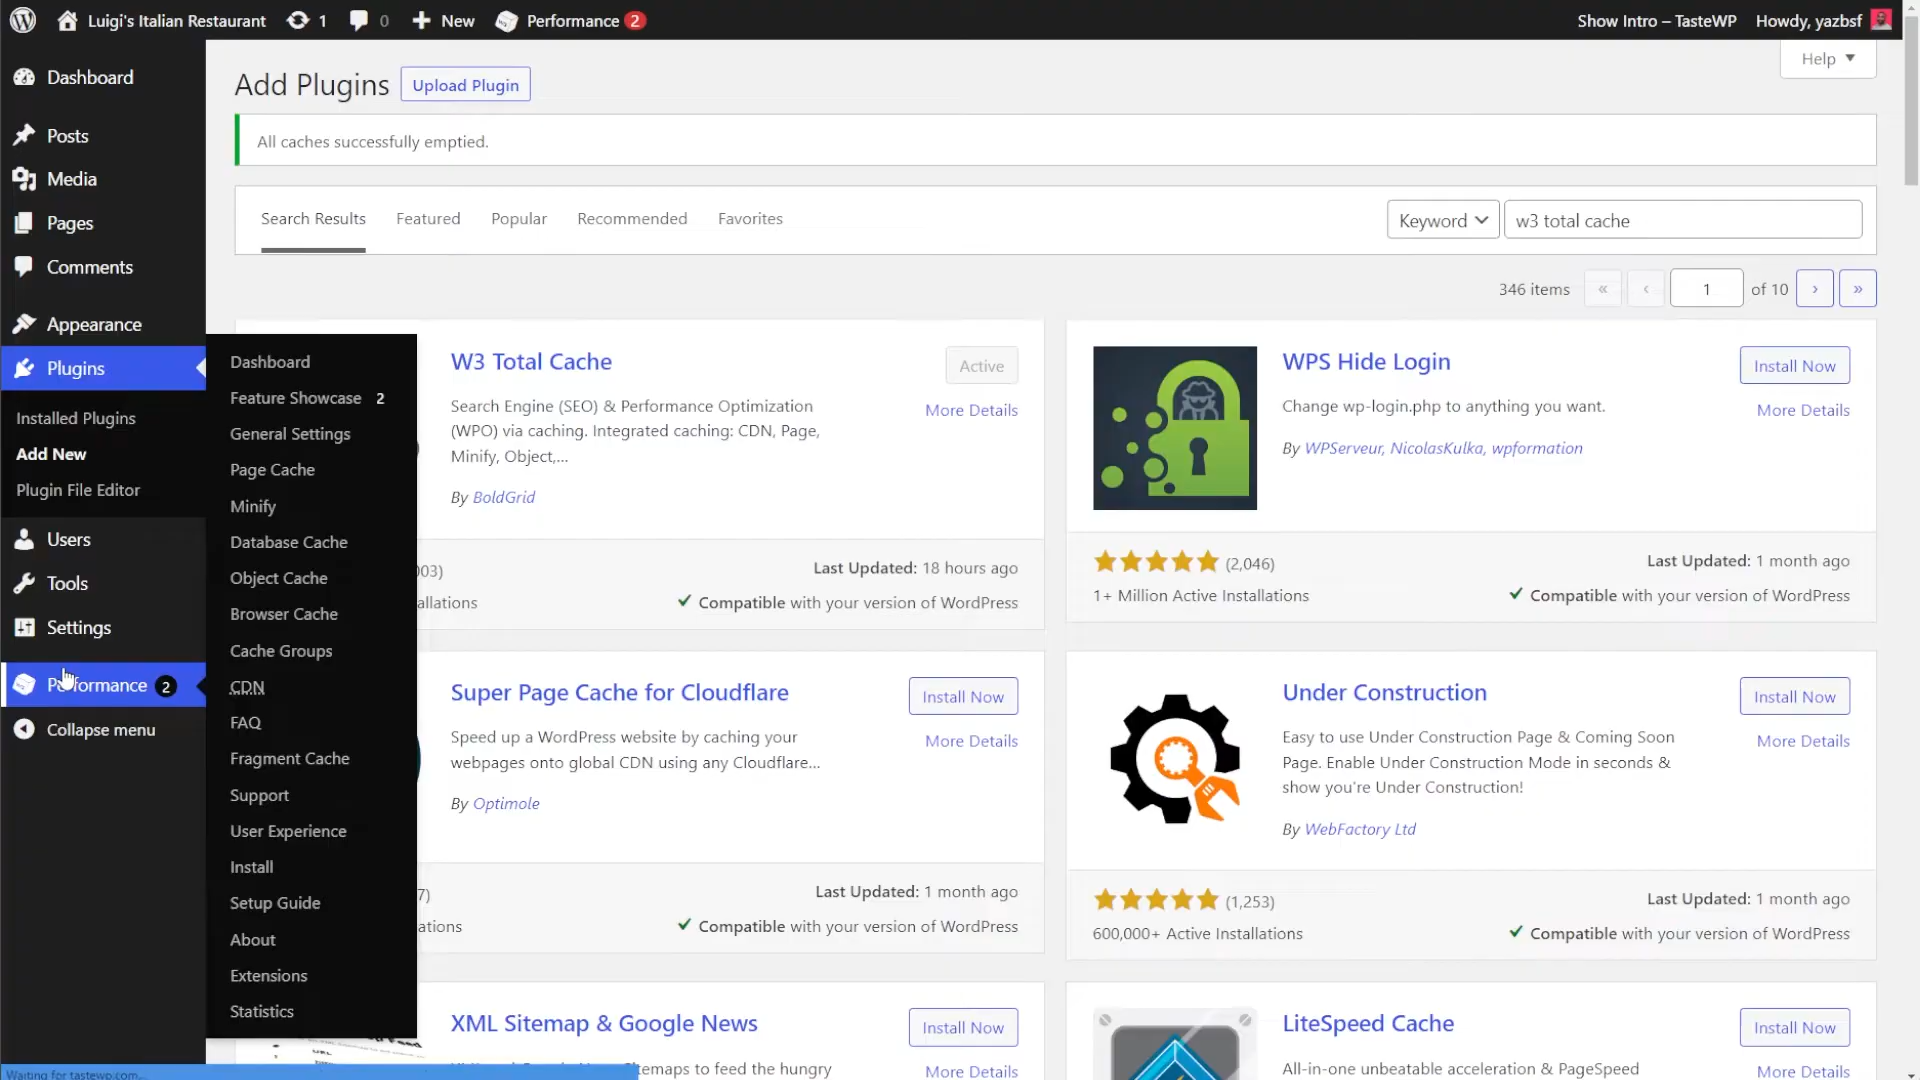 Luigi's Italian Restaurant 1 0 New Performance 2 Show Intro – TasteWP Howdy, yazbsf
Help
Dashboard
Posts
Media
Pages
Comments
Appearance
Plugins
Installed Plugins
Add New
Plugin File Editor
Users
Tools
Settings
Performance 2
Collapse menu
Dashboard
Feature Showcase 2
General Settings
Page Cache
Minify
Database Cache
Object Cache
Browser Cache
Cache Groups
CDN
FAQ
Fragment Cache
Support
User Experience
Install
Setup Guide
About
Extensions
Statistics
Add Plugins Upload Plugin
All caches successfully emptied.
Search Results Featured Popular Recommended Favorites Keyword w3 total cache
346 items « ‹ 1 of 10 › »
W3 Total Cache Active
More Details
Search Engine (SEO) & Performance Optimization
(WPO) via caching. Integrated caching: CDN, Page,
Minify, Object,...
By BoldGrid
003) Last Updated: 18 hours ago
allations Compatible with your version of WordPress
WPS Hide Login Install Now
Change wp-login.php to anything you want. More Details
By WPServeur, NicolasKulka, wpformation
(2,046) Last Updated: 1 month ago
1+ Million Active Installations Compatible with your version of WordPress
Super Page Cache for Cloudflare Install Now
More Details
Speed up a WordPress website by caching your
webpages onto global CDN using any Cloudflare...
By Optimole
7) Last Updated: 1 month ago
ations Compatible with your version of WordPress
Under Construction Install Now
More Details
Easy to use Under Construction Page & Coming Soon
Page. Enable Under Construction Mode in seconds &
show you're Under Construction!
By WebFactory Ltd
(1,253) Last Updated: 1 month ago
600,000+ Active Installations Compatible with your version of WordPress
XML Sitemap & Google News Install Now
emaps to feed the hungry More Details
LiteSpeed Cache Install Now
All-in-one unbeatable acceleration & PageSpeed More Details
URL
Waiting for tastewp.com...